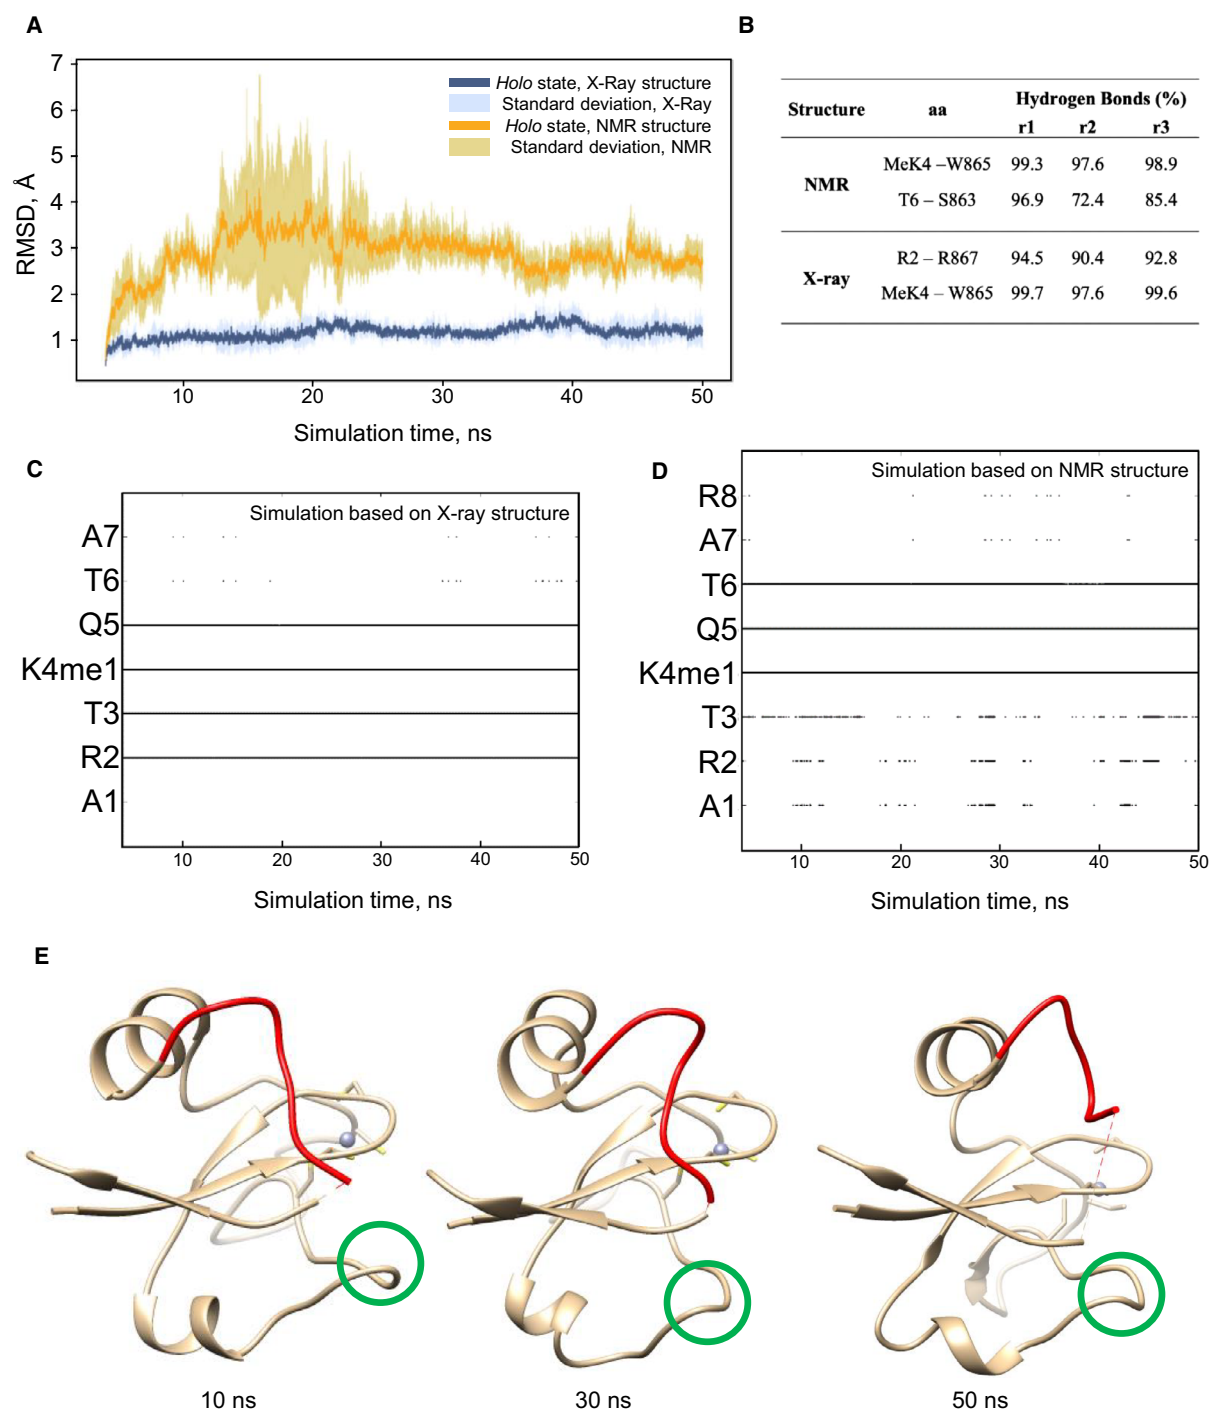 A
7
6
5
4
3
2
1
RMSD, Å
Holo state, X-Ray structure
Standard deviation, X-Ray
Holo state, NMR structure
Standard deviation, NMR
10 20 30 40 50
Simulation time, ns
B
Structure aa Hydrogen Bonds (%)
r1 r2 r3
NMR
MeK4 –W865 99.3 97.6 98.9
T6 – S863 96.9 72.4 85.4
X-ray
R2 – R867 94.5 90.4 92.8
MeK4 – W865 99.7 97.6 99.6
C
Simulation based on X-ray structure
A7
T6
Q5
K4me1
T3
R2
A1
10 20 30 40 50
Simulation time, ns
D
Simulation based on NMR structure
R8
A7
T6
Q5
K4me1
T3
R2
A1
10 20 30 40 50
Simulation time, ns
E
10 ns 30 ns 50 ns